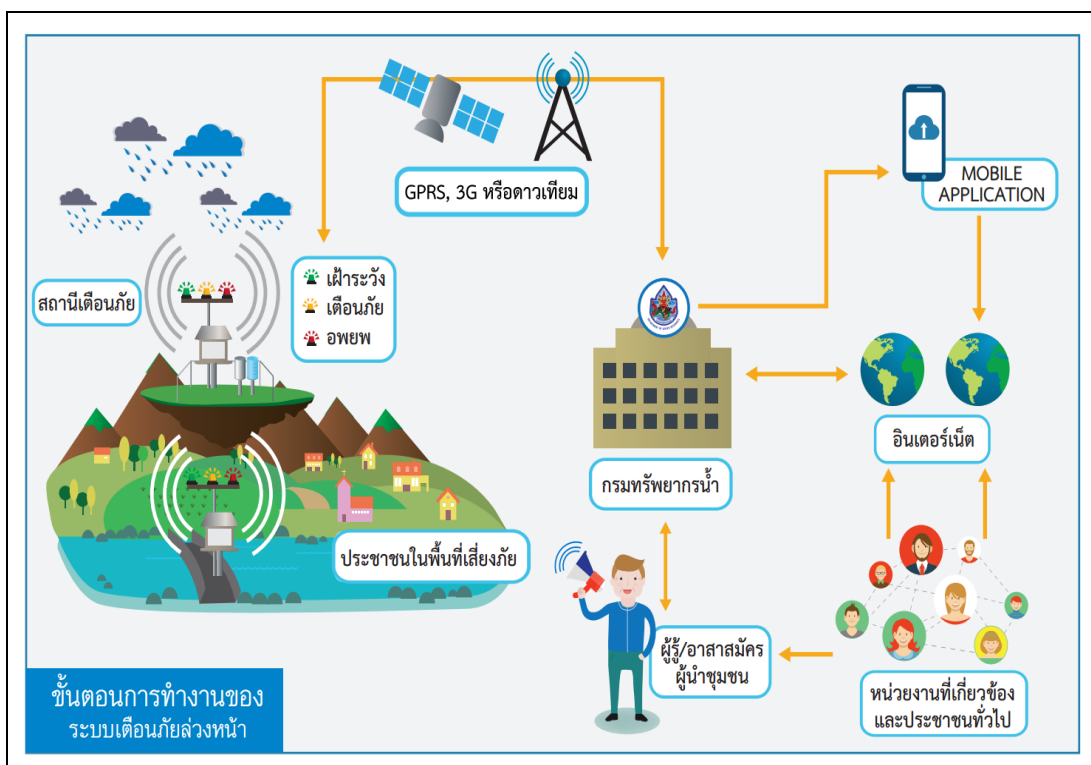 GPRS, 3G หรือดาวเทียม
MOBILE
APPLICATION
สถานีเตือนภัย
เฝ้าระวัง
เตือนภัย
อพยพ
อินเตอร์เน็ต
กรมทรัพยากรน้ำ
ประชาชนในพื้นที่เสี่ยงภัย
ผู้รู้/อาสาสมัคร
ผู้นำชุมชน
หน่วยงานที่เกี่ยวข้อง
และประชาชนทั่วไป
ขั้นตอนการทำงานของ
ระบบเตือนภัยล่วงหน้า